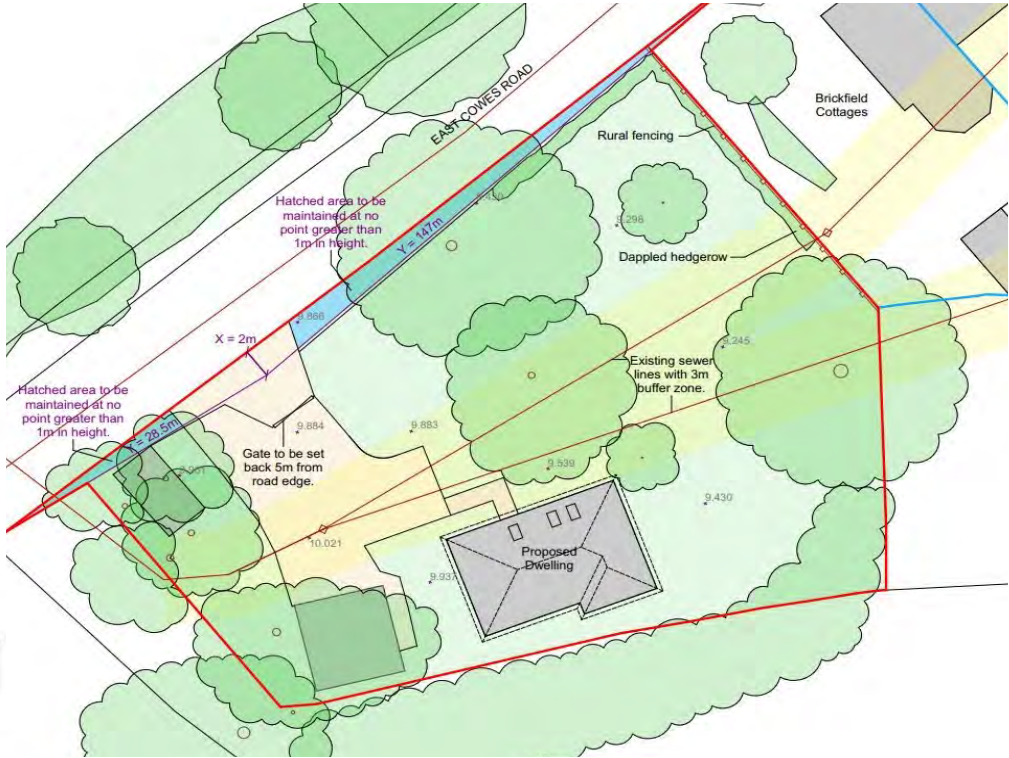 EAST COWES ROAD
Brickfield
Cottages
Rural fencing
Hatched area to be
maintained at no
point greater than
1m in height.
Y = 147m
9.298
Dappled hedgerow
9.866
X = 2m
9.245
Existing sewer
lines with 3m
buffer zone.
Hatched area to be
maintained at no
point greater than
1m in height.
Y = 28.5m
9.884
9.883
Gate to be set
back 5m from
road edge.
9.539
9.430
10.021
Proposed
Dwelling
9.937